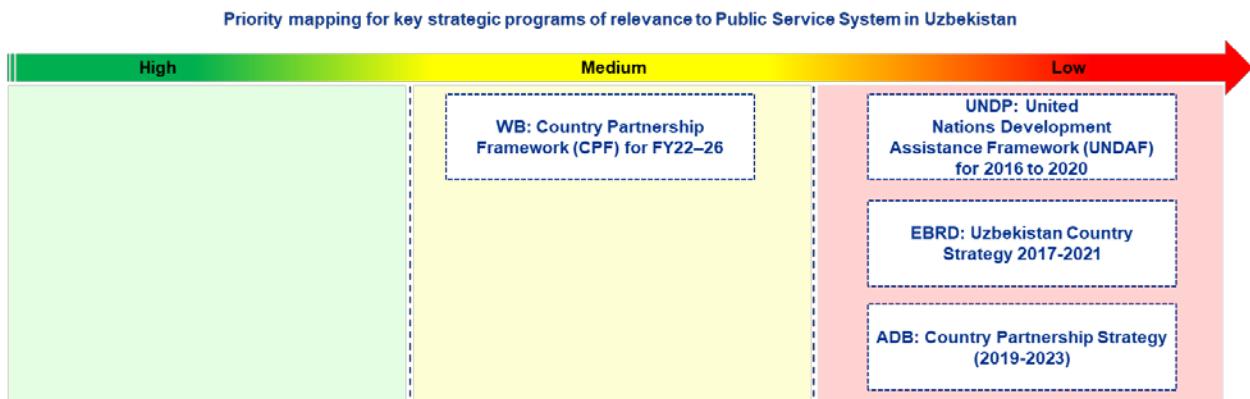 Priority mapping for key strategic programs of relevance to Public Service System in Uzbekistan
High
Medium
Low
WB: Country Partnership
Framework (CPF) for FY22–26
UNDP: United
Nations Development
Assistance Framework (UNDAF)
for 2016 to 2020
EBRD: Uzbekistan Country
Strategy 2017-2021
ADB: Country Partnership Strategy
(2019-2023)